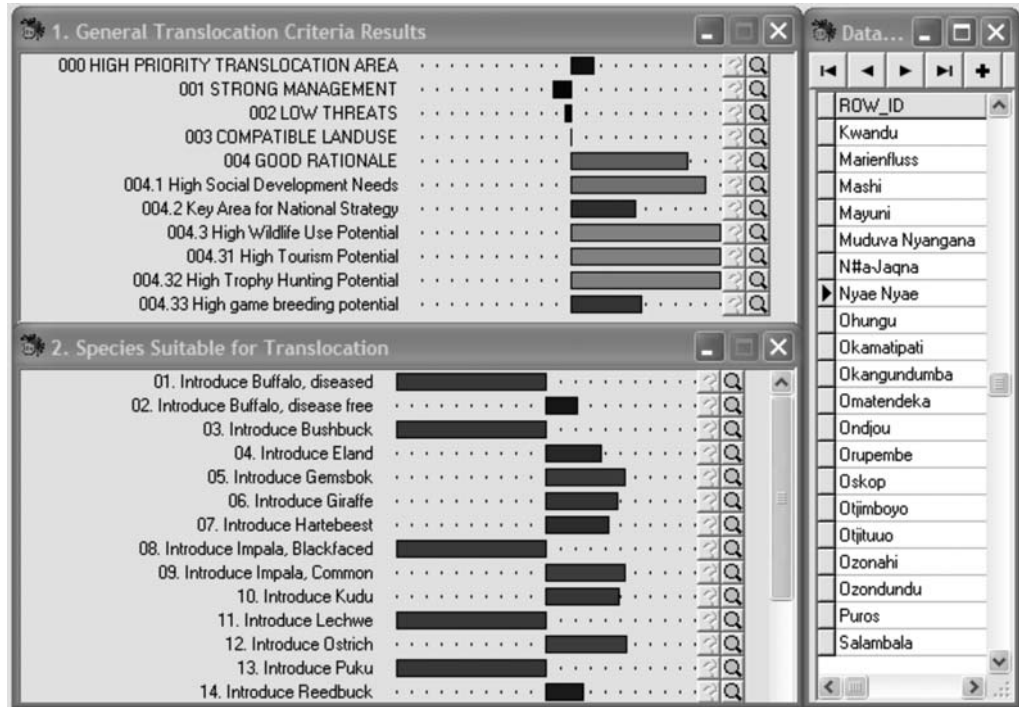 1. General Translocation Criteria Results
000 HIGH PRIORITY TRANSLOCATION AREA
001 STRONG MANAGEMENT
002 LOW THREATS
003 COMPATIBLE LANDUSE
004 GOOD RATIONALE
004.1 High Social Development Needs
004.2 Key Area for National Strategy
004.3 High Wildlife Use Potential
004.31 High Tourism Potential
004.32 High Trophy Hunting Potential
004.33 High game breeding potential
2. Species Suitable for Translocation
01. Introduce Buffalo, diseased
02. Introduce Buffalo, disease free
03. Introduce Bushbuck
04. Introduce Eland
05. Introduce Gemsbok
06. Introduce Giraffe
07. Introduce Hartebeest
08. Introduce Impala, Blackfaced
09. Introduce Impala, Common
10. Introduce Kudu
11. Introduce Lechwe
12. Introduce Ostrich
13. Introduce Puku
14. Introduce Reedbuck
Data...
ROW_ID
Kwandu
Marienfluss
Mashi
Mayuni
Muduva Nyangana
N#a-Jaqna
Nyae Nyae
Ohungu
Okamatipati
Okangundumba
Omatendeka
Ondjou
Orupembe
Oskop
Otjimboyo
Otjituuo
Ozonahi
Ozondundu
Puros
Salambala